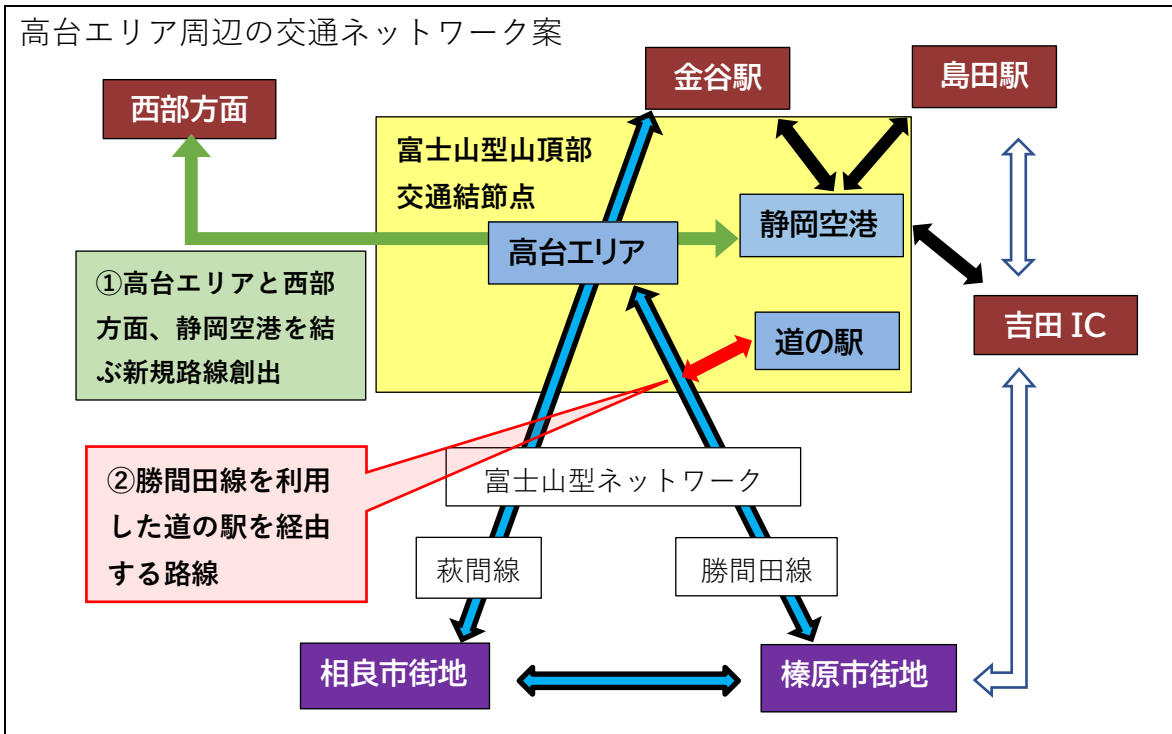 高台エリア周辺の交通ネットワーク案
金谷駅
島田駅
西部方面
富士山型山頂部
交通結節点
静岡空港
高台エリア
①高台エリアと西部
方面、静岡空港を結
ぶ新規路線創出
吉田 IC
道の駅
②勝間田線を利用
した道の駅を経由
する路線
富士山型ネットワーク
萩間線
勝間田線
相良市街地
榛原市街地